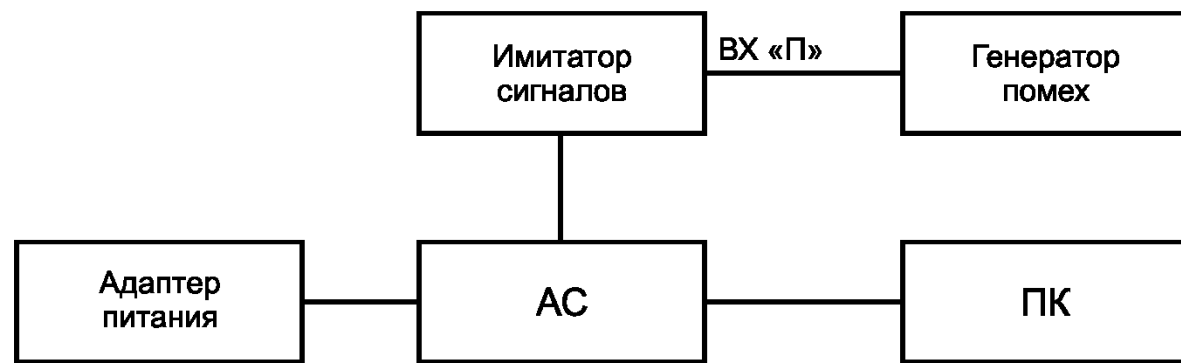 Имитатор
сигналов
ВХ «П»
Генератор
помех
Адаптер
питания
АС
ПК